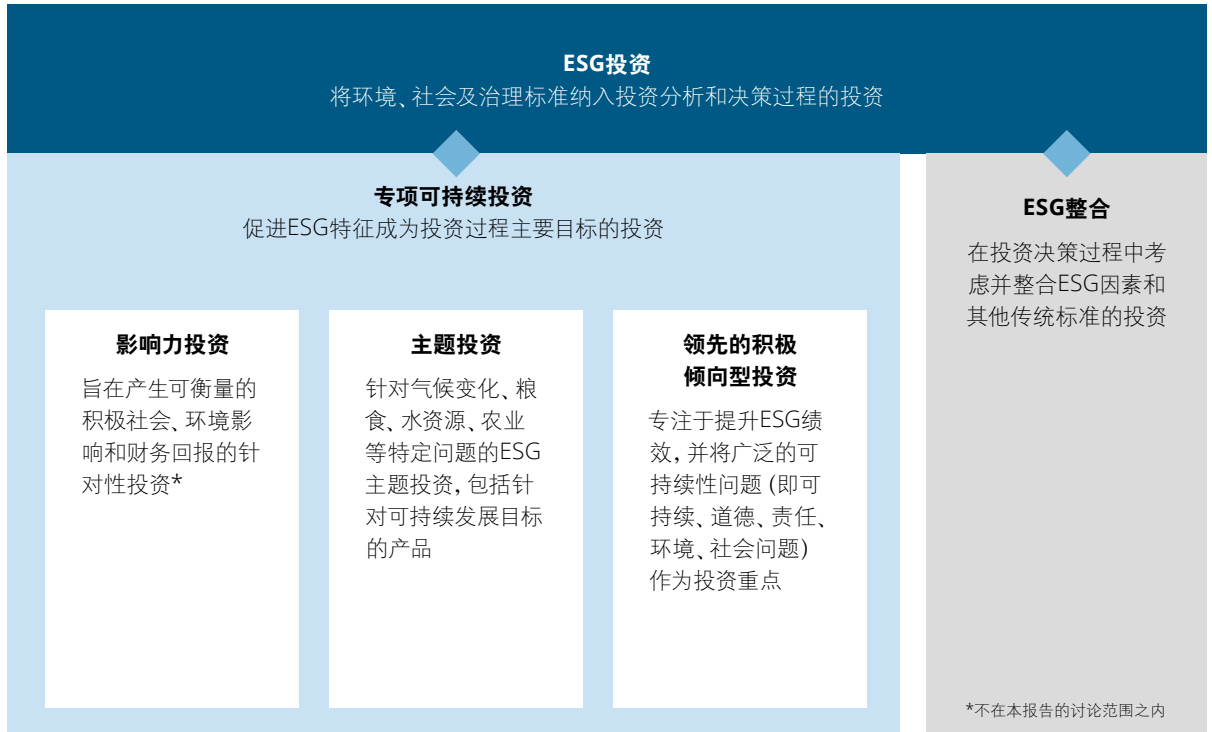 ESG投资
将环境、社会及治理标准纳入投资分析和决策过程的投资
专项可持续投资
促进ESG特征成为投资过程主要目标的投资
影响力投资
旨在产生可衡量的
积极社会、环境影
响和财务回报的针
对性投资*
主题投资
针对气候变化、粮
食、水资源、农业
等特定问题的ESG
主题投资，包括针
对可持续发展目标
的产品
领先的积极
倾向型投资
专注于提升ESG绩
效，并将广泛的可
持续性问题（即可
持续、道德、责任、
环境、社会问题）
作为投资重点
ESG整合
在投资决策过程中考
虑并整合ESG因素和
其他传统标准的投资
*不在本报告的讨论范围之内